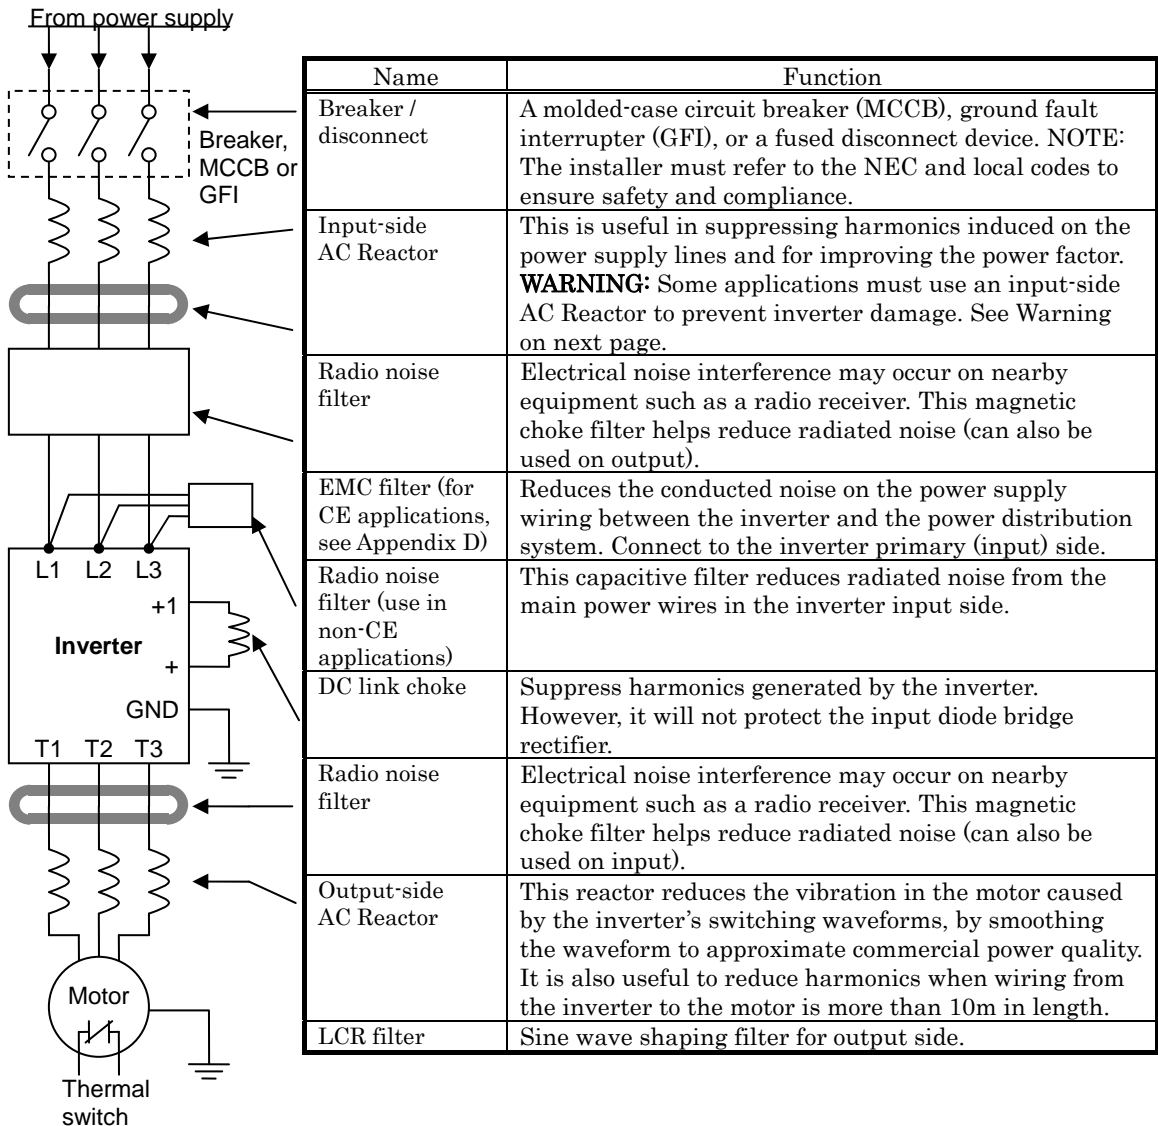 From power supply
Breaker,
MCCB or
GFI
L1 L2 L3
+1
Inverter
+
GND
T1 T2 T3
Motor
Thermal
switch
Name Function
Breaker /
disconnect
A molded-case circuit breaker (MCCB), ground fault
interrupter (GFI), or a fused disconnect device. NOTE:
The installer must refer to the NEC and local codes to
ensure safety and compliance.
Input-side
AC Reactor
This is useful in suppressing harmonics induced on the
power supply lines and for improving the power factor.
WARNING: Some applications must use an input-side
AC Reactor to prevent inverter damage. See Warning
on next page.
Radio noise
filter
Electrical noise interference may occur on nearby
equipment such as a radio receiver. This magnetic
choke filter helps reduce radiated noise (can also be
used on output).
EMC filter (for
CE applications,
see Appendix D)
Reduces the conducted noise on the power supply
wiring between the inverter and the power distribution
system. Connect to the inverter primary (input) side.
Radio noise
filter (use in
non-CE
applications)
This capacitive filter reduces radiated noise from the
main power wires in the inverter input side.
DC link choke
Suppress harmonics generated by the inverter.
However, it will not protect the input diode bridge
rectifier.
Radio noise
filter
Electrical noise interference may occur on nearby
equipment such as a radio receiver. This magnetic
choke filter helps reduce radiated noise (can also be
used on input).
Output-side
AC Reactor
This reactor reduces the vibration in the motor caused
by the inverter's switching waveforms, by smoothing
the waveform to approximate commercial power quality.
It is also useful to reduce harmonics when wiring from
the inverter to the motor is more than 10m in length.
LCR filter
Sine wave shaping filter for output side.